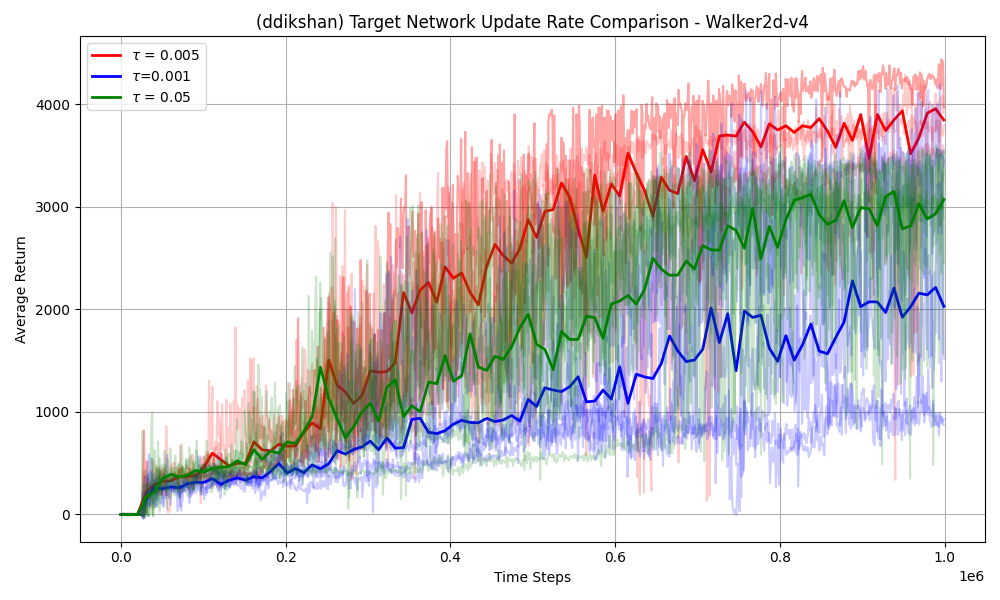 (ddikshan) Target Network Update Rate Comparison - Walker2d-v4
τ = 0.005
τ=0.001
τ = 0.05
Average Return
4000
3000
2000
1000
0
0.0 0.2 0.4 0.6 0.8 1.0
1e6
Time Steps